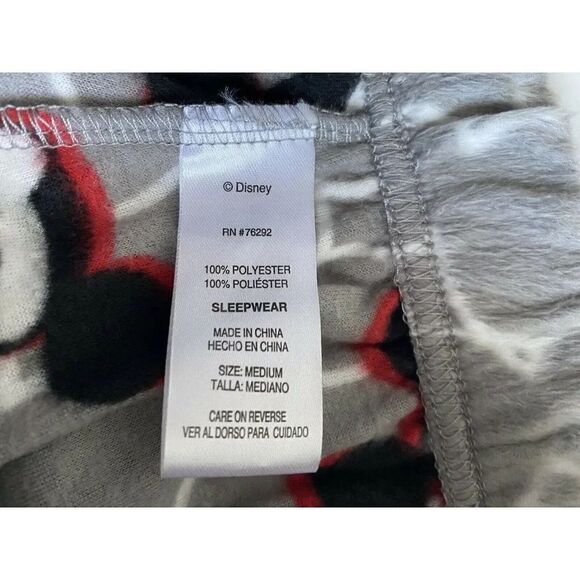 © Disney
RN #76292
100% POLYESTER
100% POLIÉSTER
SLEEPWEAR
MADE IN CHINA
HECHO EN CHINA
SIZE: MEDIUM
TALLA: MEDIANO
CARE ON REVERSE
VER AL DORSO PARA CUIDADO